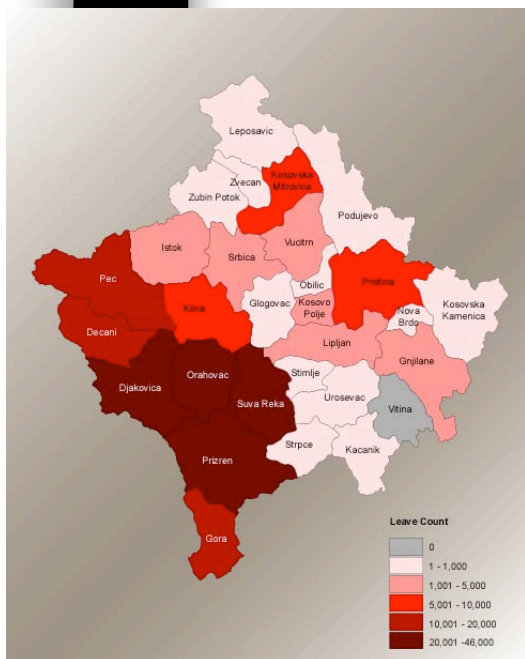 Leposavic
Zvecan
Kosovska
Mitrovica
Zubin Potok
Podujevo
Istok
Srbica
Vucitrn
Pec
Obilic
Pristina
Klina
Glogovac
Kosovo
Polje
Nova
Brdo
Kosovska
Kamenica
Decani
Lipljan
Gnjilane
Djakovica
Orahovac
Stimlje
Suva Reka
Urosevac
Vitina
Prizren
Strpce
Kacanik
Gora
Leave Count
0
1 - 1,000
1,001 - 5,000
5,001 - 10,000
10,001 - 20,000
20,001 -46,000